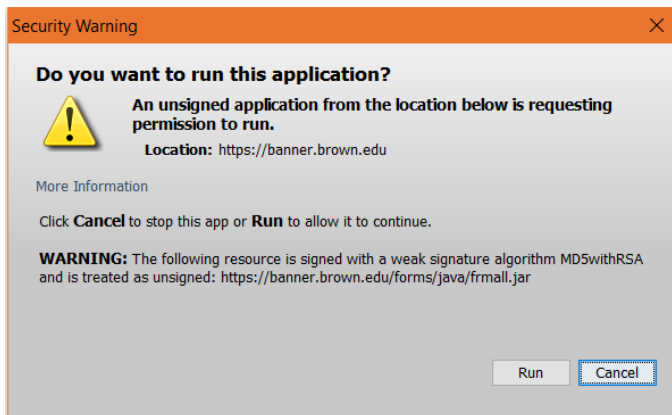 Security Warning
Do you want to run this application?
An unsigned application from the location below is requesting
permission to run.
Location: https://banner.brown.edu
More Information
Click Cancel to stop this app or Run to allow it to continue.
WARNING: The following resource is signed with a weak signature algorithm MD5withRSA
and is treated as unsigned: https://banner.brown.edu/forms/java/frmall.jar
Run Cancel